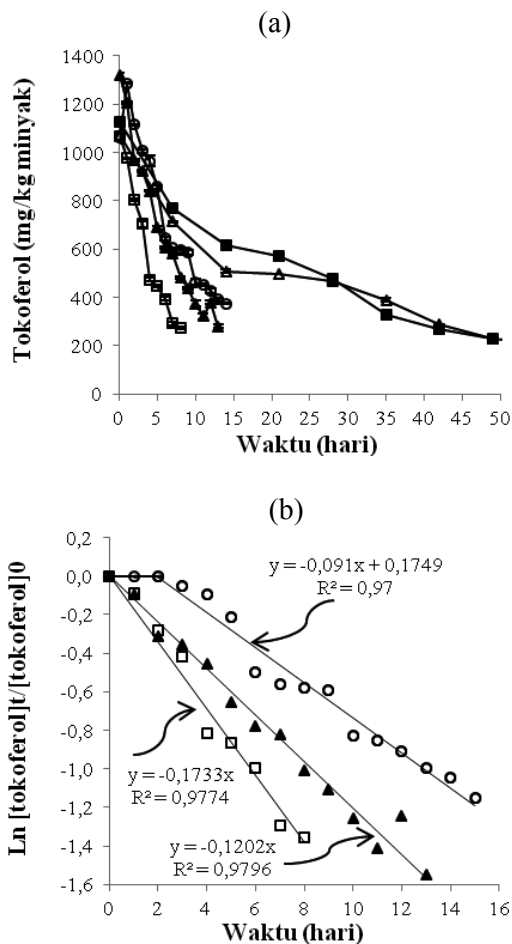 (a)
Tokoferol (mg/kg minyak)
1400
1200
1000
800
600
400
200
0
0 5 10 15 20 25 30 35 40 45 50
Waktu (hari)
(b)
Ln [tokoferol]t/[tokoferol]0
0,2
0,0
-0,2
-0,4
-0,6
-0,8
-1,0
-1,2
-1,4
-1,6
y = -0,091x + 0,1749
R² = 0,97
y = -0,1733x
R² = 0,9774
y = -0,1202x
R² = 0,9796
0 2 4 6 8 10 12 14 16
Waktu (hari)